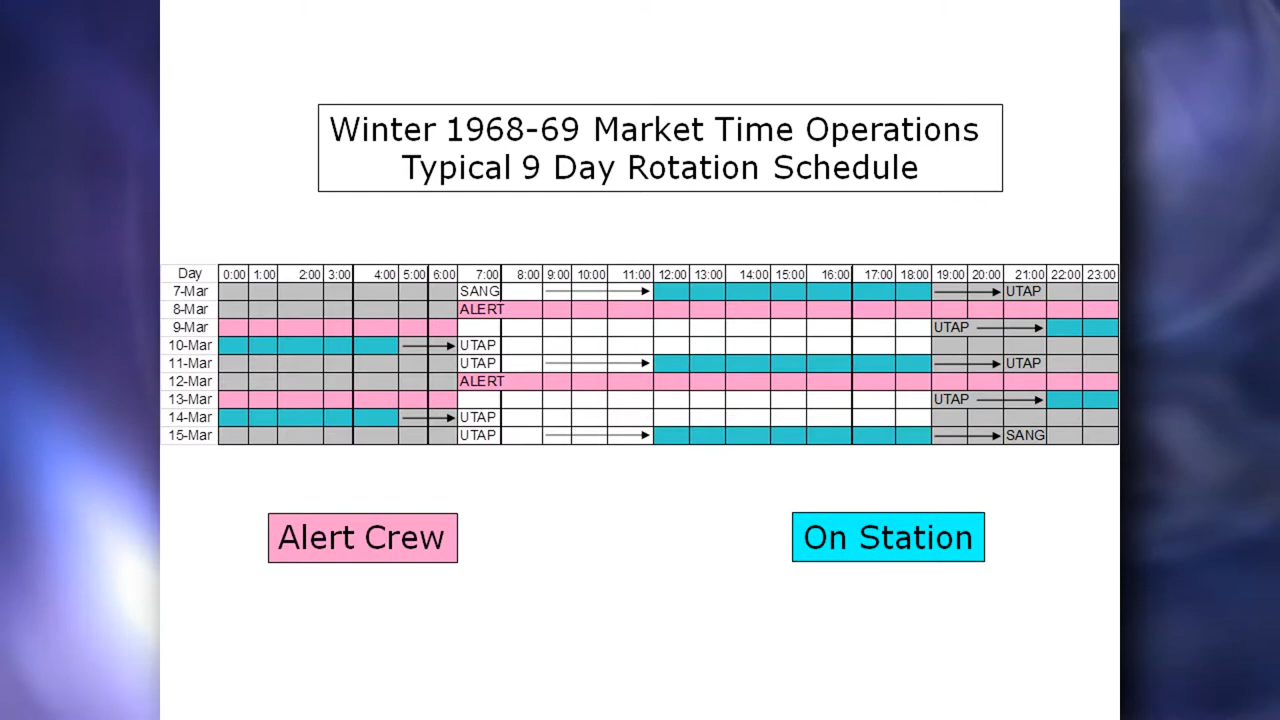 Winter 1968-69 Market Time Operations
Typical 9 Day Rotation Schedule
Day 0:00 1:00 2:00 3:00 4:00 5:00 6:00 7:00 8:00 9:00 10:00 11:00 12:00 13:00 14:00 15:00 16:00 17:00 18:00 19:00 20:00 21:00 22:00 23:00
7-Mar SANG UTAP
8-Mar ALERT
9-Mar UTAP
10-Mar UTAP
11-Mar UTAP UTAP
12-Mar ALERT
13-Mar UTAP
14-Mar UTAP
15-Mar UTAP SANG
Alert Crew On Station